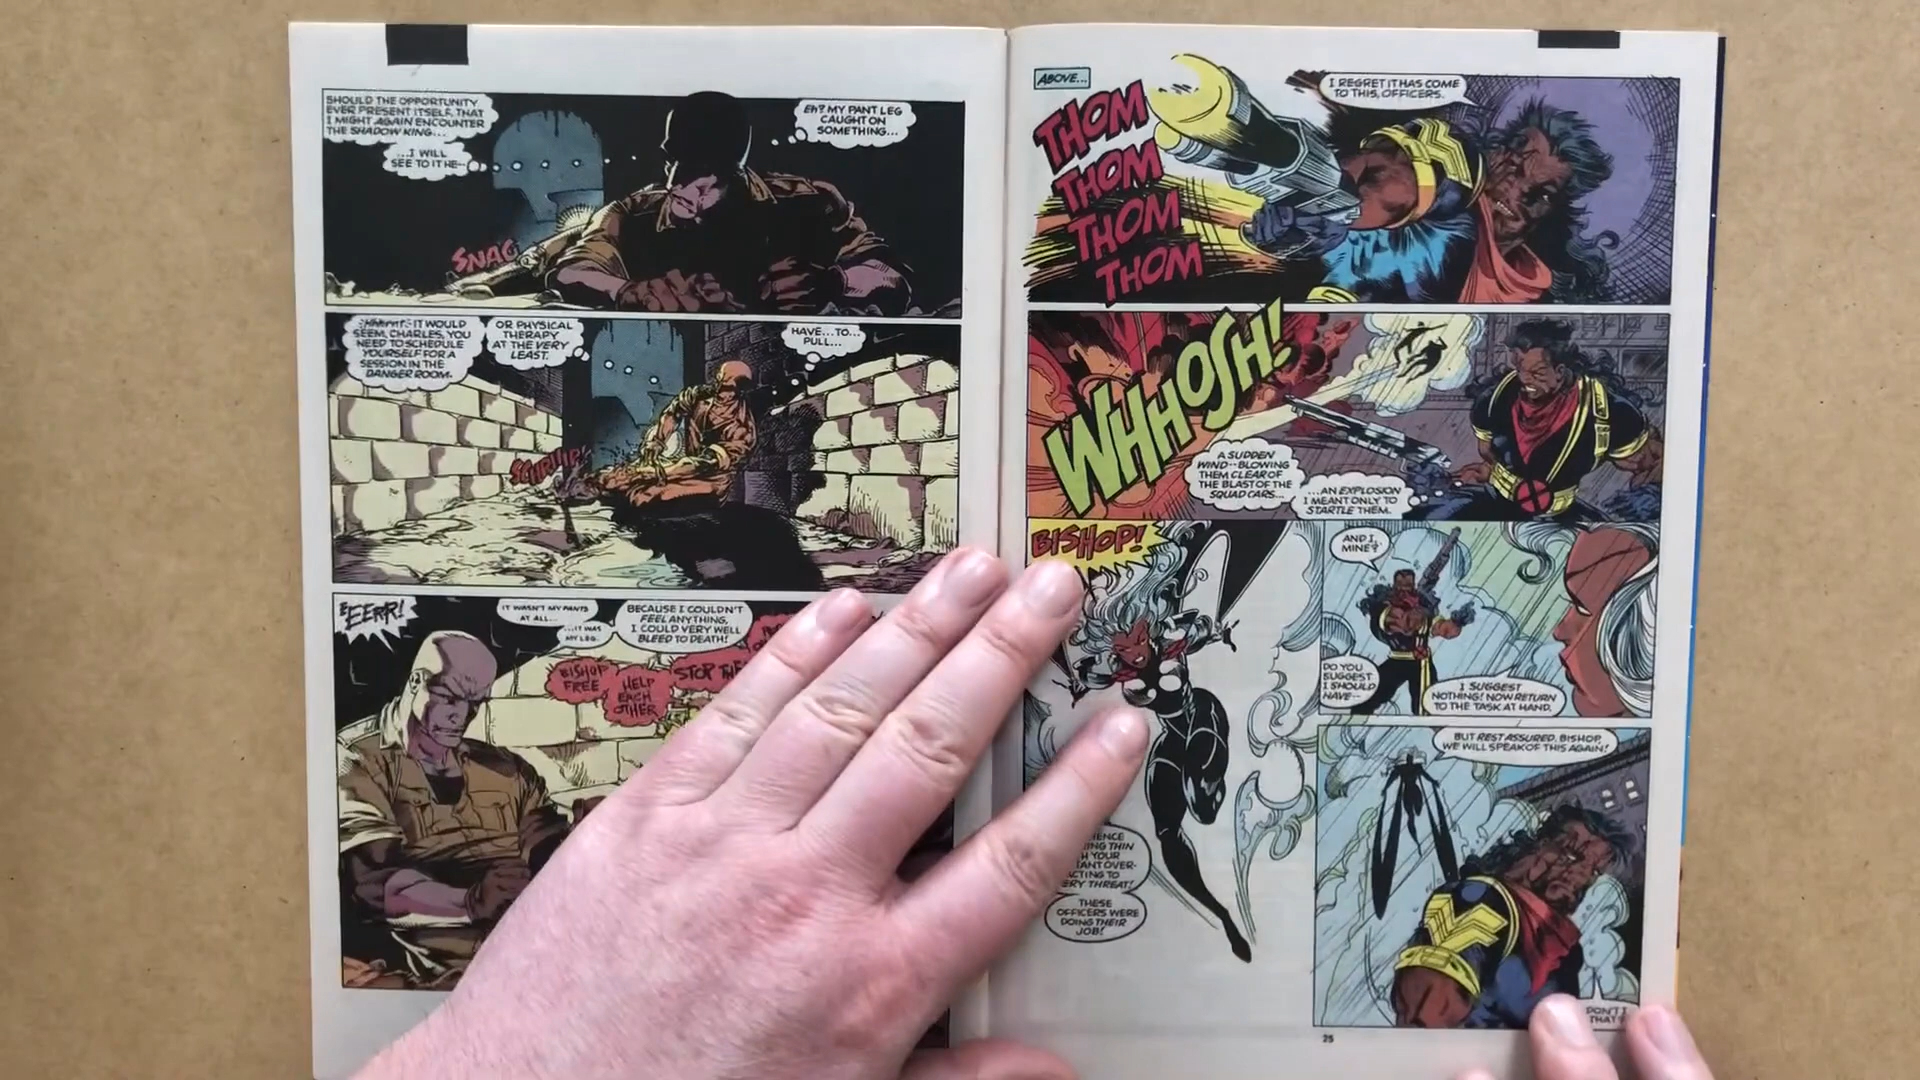 SHOULD THE OPPORTUNITY
EVER PRESENT ITSELF, THAT
I MIGHT AGAIN ENCOUNTER
THE SHADOW KING...
...I WILL
SEE TO IT HE--
EH? MY PANT LEG
CAUGHT ON
SOMETHING...
SNAG
IT WOULD
SEEM, CHARLES, YOU
NEED TO SCHEDULE
YOURSELF FOR A
SESSION IN THE
DANGER ROOM.
OR PHYSICAL
THERAPY
AT THE VERY
LEAST.
HAVE...TO...
PULL...
EERR!
IT WASN'T MY PANTS
AT ALL...
...IT WAS
MY LEG.
BECAUSE I COULDN'T
FEEL ANYTHING,
I COULD VERY WELL
BLEED TO DEATH!
BISHOP
FREE
HELP
EACH
OTHER
STOP
ABOVE...
THOM
THOM
THOM
THOM
I REGRET IT HAS COME
TO THIS, OFFICERS.
WHHOSH!
A SUDDEN
WIND--BLOWING
THEM CLEAR OF
THE BLAST OF THE
SQUAD CARS...
...AN EXPLOSION
I MEANT ONLY TO
STARTLE THEM.
BISHOP!
THIN
YOUR
OVER-
TO
THREAT!
THESE
OFFICERS WERE
DOING THEIR
JOB!
AND I,
MINE?
DO YOU
SUGGEST
I SHOULD
HAVE--
I SUGGEST
NOTHING! NOW RETURN
TO THE TASK AT HAND.
BUT REST ASSURED, BISHOP,
WE WILL SPEAK OF THIS AGAIN!
DON'T
THAT
25